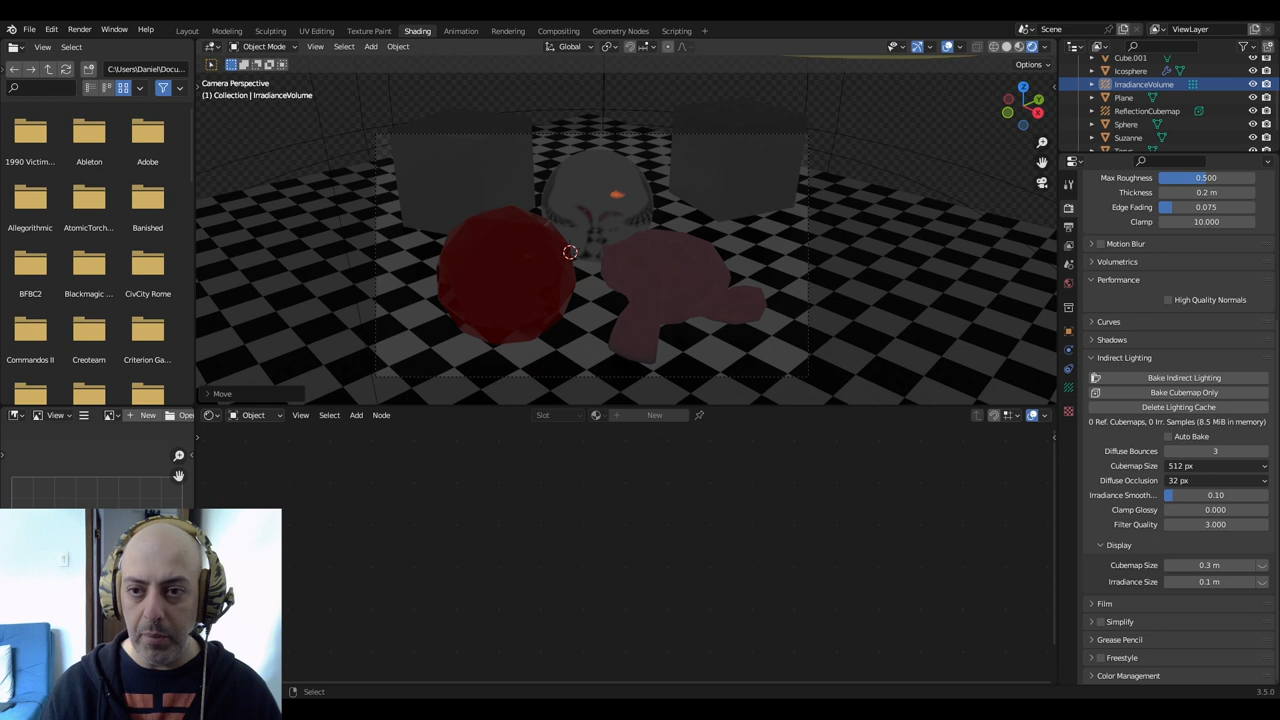 File Edit Render Window Help
Layout Modeling Sculpting UV Editing Texture Paint Shading Animation Rendering Compositing Geometry Nodes Scripting
Scene
ViewLayer
View Select
Object Mode View Select Add Object
Global
C:\Users\Daniel\Docu...
Options
Camera Perspective
(1) Collection | IrradianceVolume
Z
Y
X
Cube.001
Icosphere
IrradianceVolume
Plane
ReflectionCubemap
Sphere
Suzanne
1990 Victim... Ableton Adobe
Allegorithmic AtomicTorch... Banished
BFBC2 Blackmagic ... CivCity Rome
Commandos II Croteam Criterion Ga...
Max Roughness 0.500
Thickness 0.2 m
Edge Fading 0.075
Clamp 10.000
Motion Blur
Volumetrics
Performance
High Quality Normals
Curves
Shadows
Indirect Lighting
Bake Indirect Lighting
Bake Cubemap Only
Delete Lighting Cache
0 Ref. Cubemaps, 0 Irr. Samples (8.5 MiB in memory)
Auto Bake
Diffuse Bounces 3
Cubemap Size 512 px
Diffuse Occlusion 32 px
Irradiance Smooth... 0.10
Clamp Glossy 0.000
Filter Quality 3.000
Display
Cubemap Size 0.3 m
Irradiance Size 0.1 m
Film
Simplify
Grease Pencil
Freestyle
Color Management
Move
View + New Ope
Object View Select Add Node
Slot
+ New
Select
3.5.0